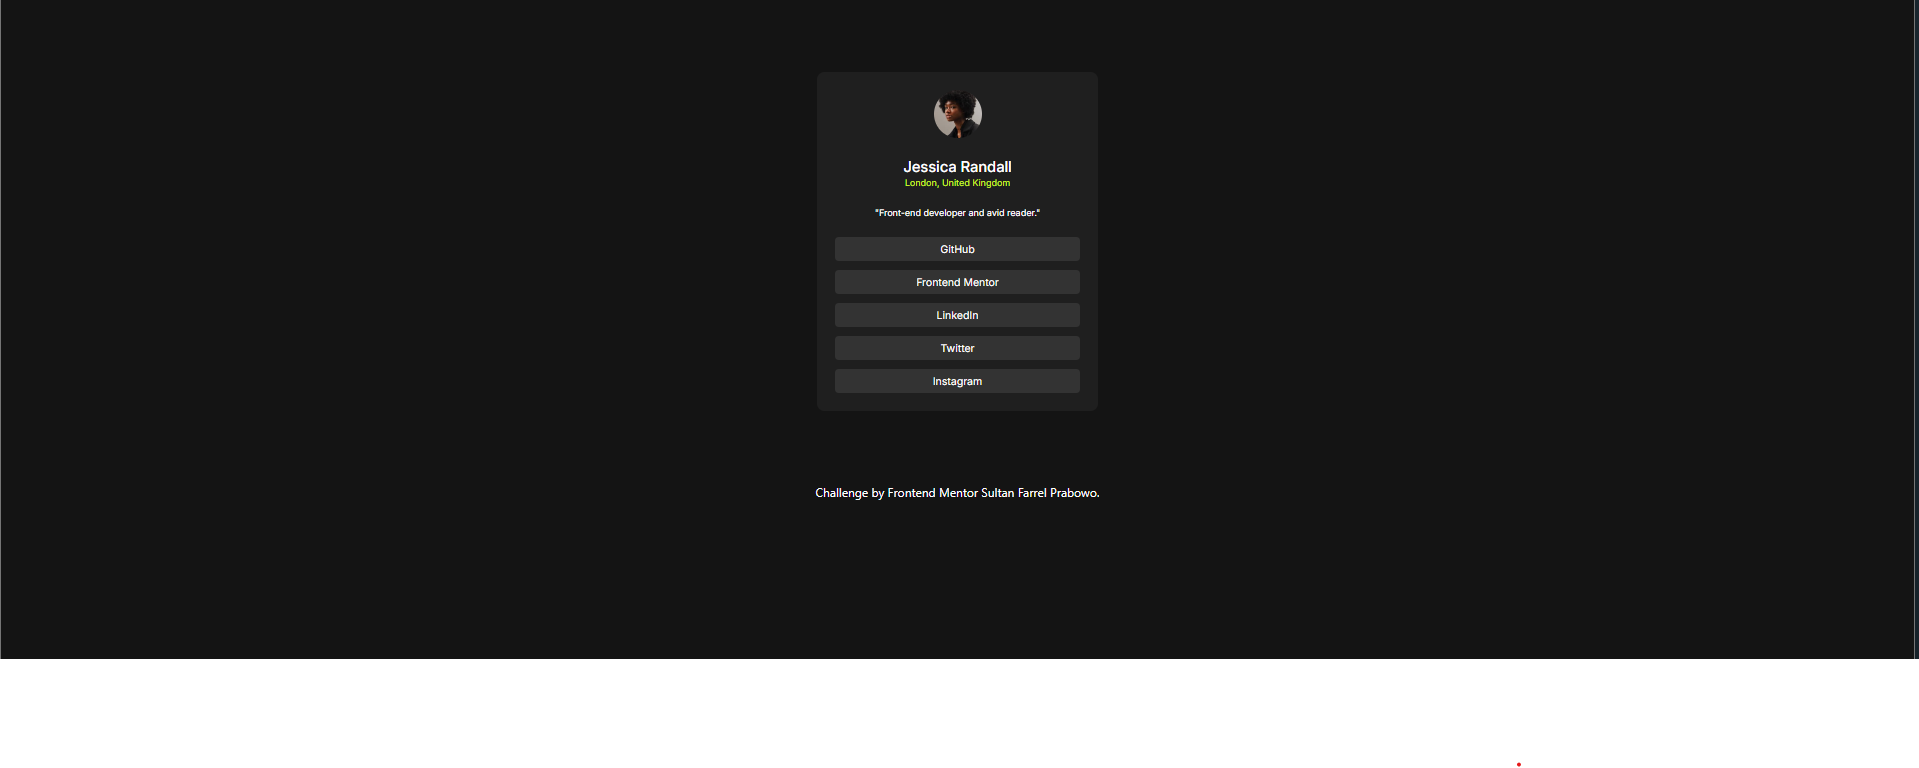 Jessica Randall
London, United Kingdom
"Front-end developer and avid reader."
GitHub
Frontend Mentor
LinkedIn
Twitter
Instagram
Challenge by Frontend Mentor Sultan Farrel Prabowo.